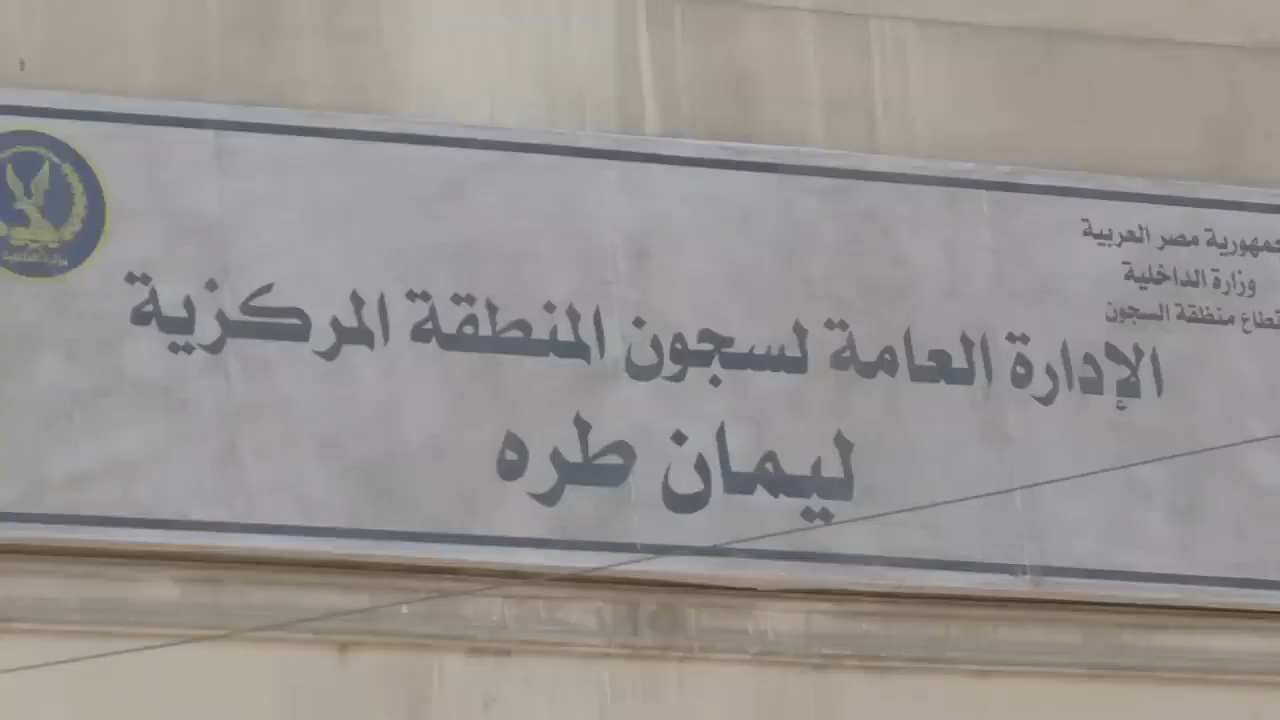 جمهورية مصر العربية
وزارة الداخلية
قطاع منطقة السجون
الإدارة العامة لسجون المنطقة المركزية
ليمان طره